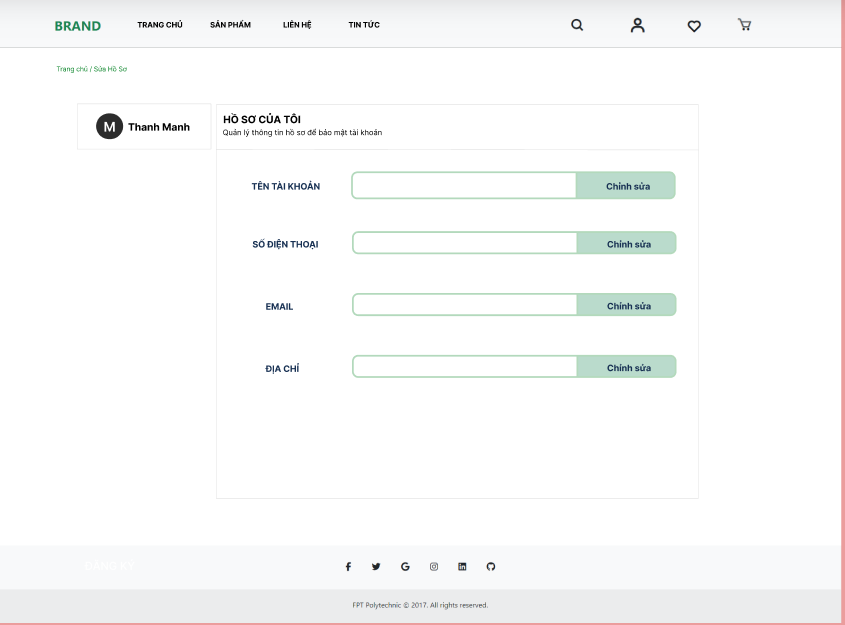 BRAND
TRANG CHỦ
SẢN PHẨM
LIÊN HỆ
TIN TỨC
Trang chủ / Sửa Hồ Sơ
M
Thanh Manh
HỒ SƠ CỦA TÔI
Quản lý thông tin hồ sơ để bảo mật tài khoản
TÊN TÀI KHOẢN
Chỉnh sửa
SỐ ĐIỆN THOẠI
Chỉnh sửa
EMAIL
Chỉnh sửa
ĐỊA CHỈ
Chỉnh sửa
ĐĂNG KÝ
FPT Polytechnic © 2017. All rights reserved.